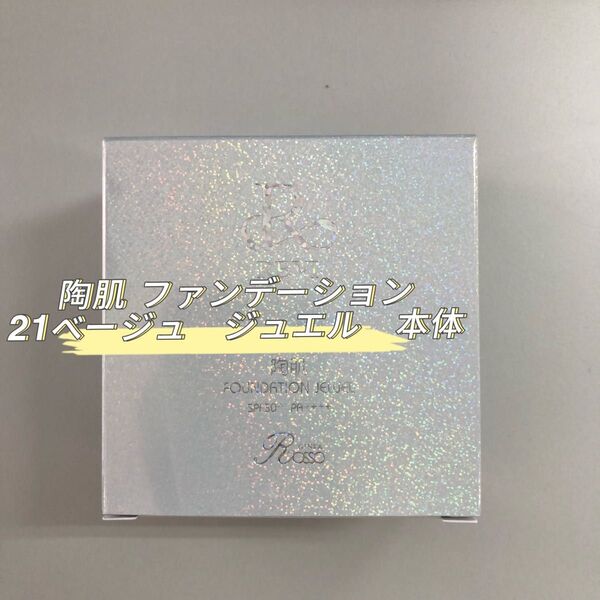 陶肌 ファンデーション
21ベージュ ジュエル 本体
陶肌
FOUNDATION JEWEL
SPF50+ PA++++
GINZA
Rosso